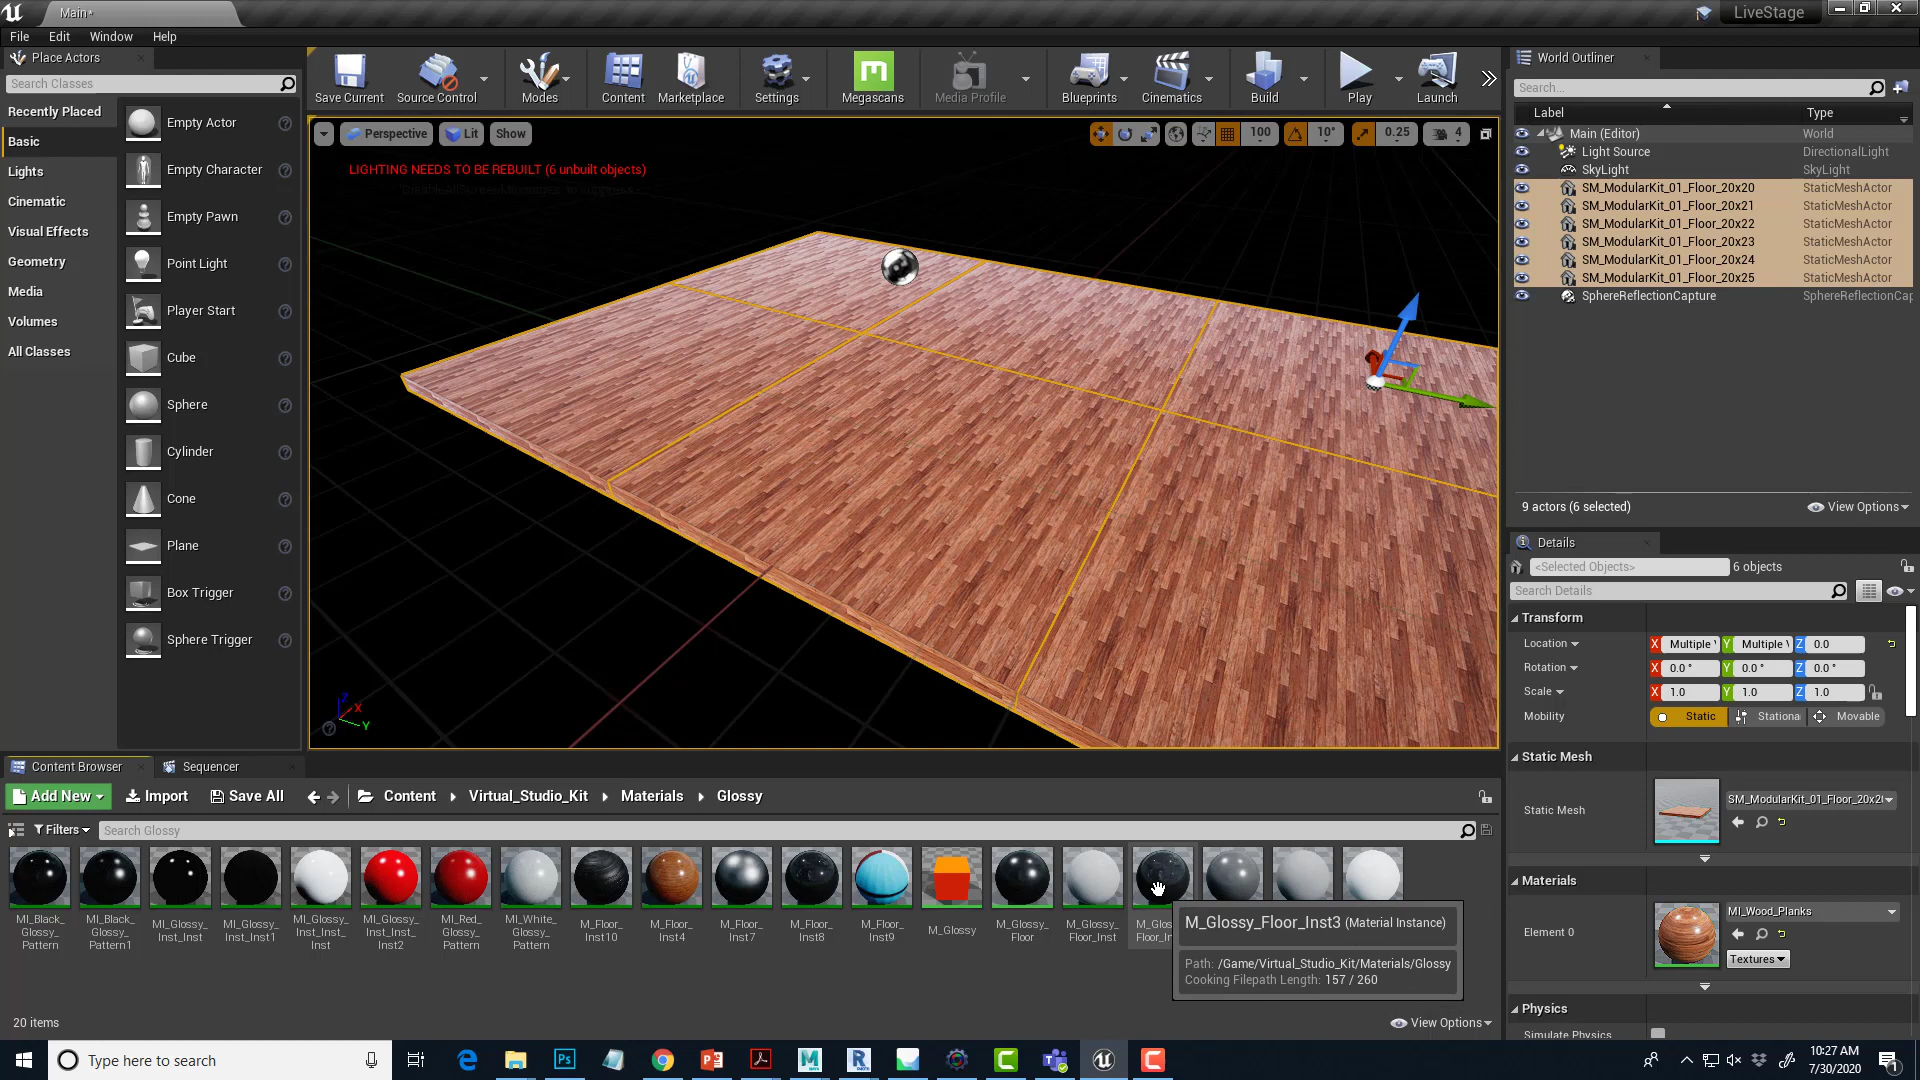 Main*
LiveStage
File Edit Window Help
Place Actors
Search Classes
Recently Placed
Basic
Lights
Cinematic
Visual Effects
Geometry
Media
Volumes
All Classes
Empty Actor
Empty Character
Empty Pawn
Point Light
Player Start
Cube
Sphere
Cylinder
Cone
Plane
Box Trigger
Sphere Trigger
Save Current Source Control Modes Content Marketplace Settings Megascans Media Profile Blueprints Cinematics Build Play Launch
Perspective Lit Show 100 10° 0.25 4
LIGHTING NEEDS TO BE REBUILT (6 unbuilt objects)
Z X Y
World Outliner
Search...
Label Type
Main (Editor) World
Light Source DirectionalLight
SkyLight SkyLight
SM_ModularKit_01_Floor_20x20 StaticMeshActor
SM_ModularKit_01_Floor_20x21 StaticMeshActor
SM_ModularKit_01_Floor_20x22 StaticMeshActor
SM_ModularKit_01_Floor_20x23 StaticMeshActor
SM_ModularKit_01_Floor_20x24 StaticMeshActor
SM_ModularKit_01_Floor_20x25 StaticMeshActor
SphereReflectionCapture SphereReflectionCap
9 actors (6 selected) View Options
Details
<Selected Objects> 6 objects
Search Details
Transform
Location X Multiple V Y Multiple V Z 0.0
Rotation X 0.0 ° Y 0.0 ° Z 0.0 °
Scale X 1.0 Y 1.0 Z 1.0
Mobility Static Stationa Movable
Static Mesh
Static Mesh SM_ModularKit_01_Floor_20x20
Materials
Element 0 MI_Wood_Planks
Textures
Physics
Simulate Physics
Content Browser Sequencer
Add New Import Save All Content Virtual_Studio_Kit Materials Glossy
Filters Search Glossy
MI_Black_
Glossy_
Pattern
MI_Black_
Glossy_
Pattern1
MI_Glossy_
Inst_Inst
MI_Glossy_
Inst_Inst1
MI_Glossy_
Inst_Inst_
Inst
MI_Glossy_
Inst_Inst2
MI_Red_
Glossy_
Pattern
MI_White_
Glossy_
Pattern
M_Floor_
Inst10
M_Floor_
Inst4
M_Floor_
Inst7
M_Floor_
Inst8
M_Floor_
Inst9
M_Glossy
M_Glossy_
Floor
M_Glossy_
Floor_Inst
M_Glos
Floor_In
M_Glossy_Floor_Inst3 (Material Instance)
Path: /Game/Virtual_Studio_Kit/Materials/Glossy
Cooking Filepath Length: 157 / 260
20 items View Options
Type here to search
10:27 AM
7/30/2020